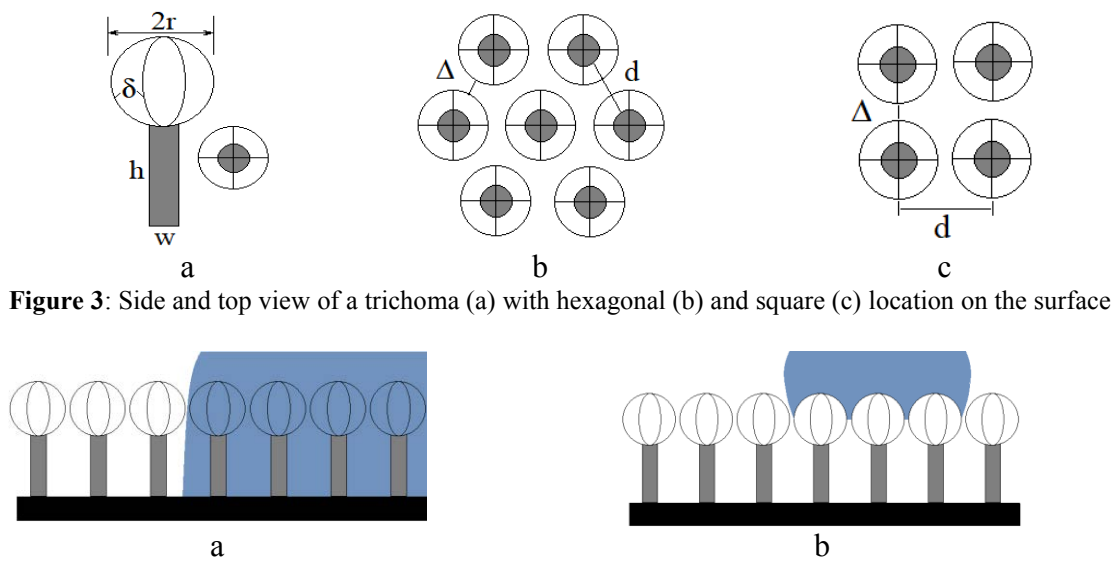 2r
δ
h
w
a
Δ
d
b
Δ
d
c
Figure 3: Side and top view of a trichoma (a) with hexagonal (b) and square (c) location on the surface
a
b